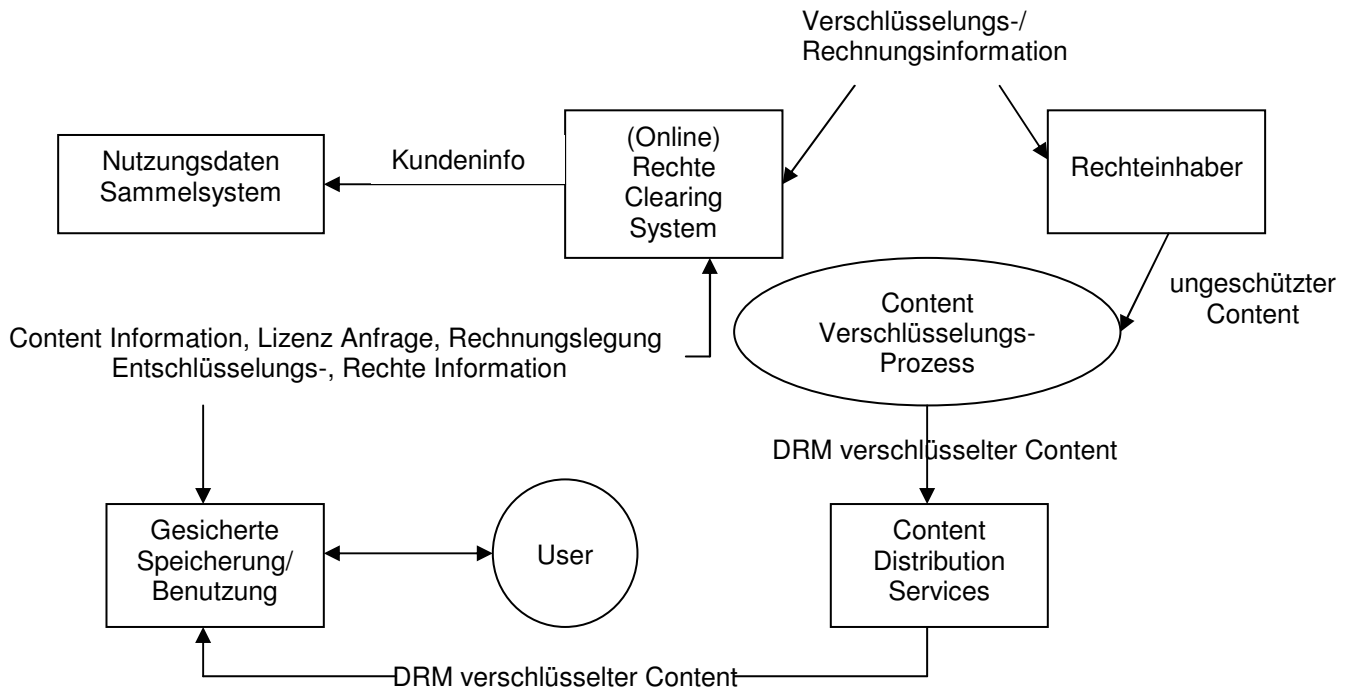 Verschlüsselungs-/
Rechnungsinformation
Nutzungsdaten
Sammelsystem
Kundeninfo
(Online)
Rechte
Clearing
System
Rechteinhaber
ungeschützter
Content
Content
Verschlüsselungs-
Prozess
Content Information, Lizenz Anfrage, Rechnungslegung
Entschlüsselungs-, Rechte Information
DRM verschlüsselter Content
Gesicherte
Speicherung/
Benutzung
User
Content
Distribution
Services
DRM verschlüsselter Content